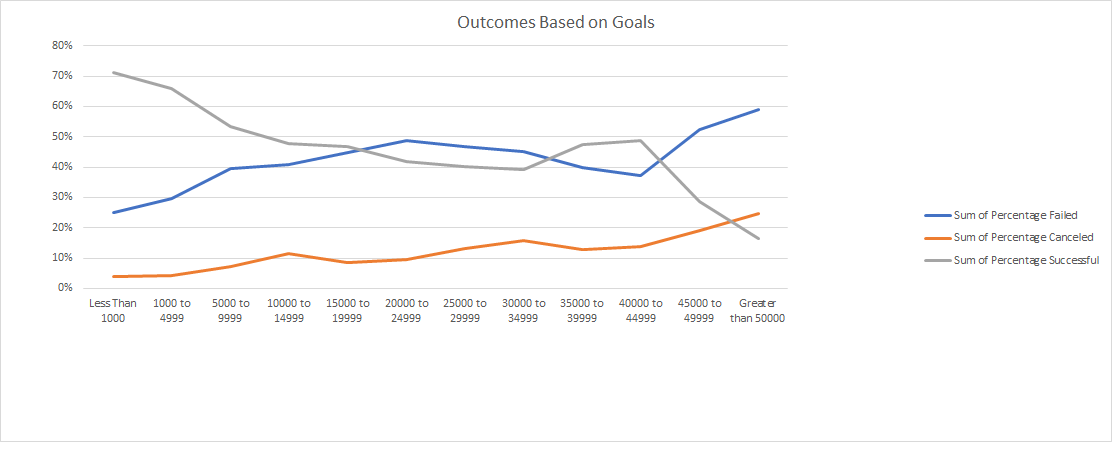 Outcomes Based on Goals
80%
70%
60%
50%
40%
30%
20%
10%
0%
Less Than 1000
1000 to 4999
5000 to 9999
10000 to 14999
15000 to 19999
20000 to 24999
25000 to 29999
30000 to 34999
35000 to 39999
40000 to 44999
45000 to 49999
Greater than 50000
Sum of Percentage Failed
Sum of Percentage Canceled
Sum of Percentage Successful